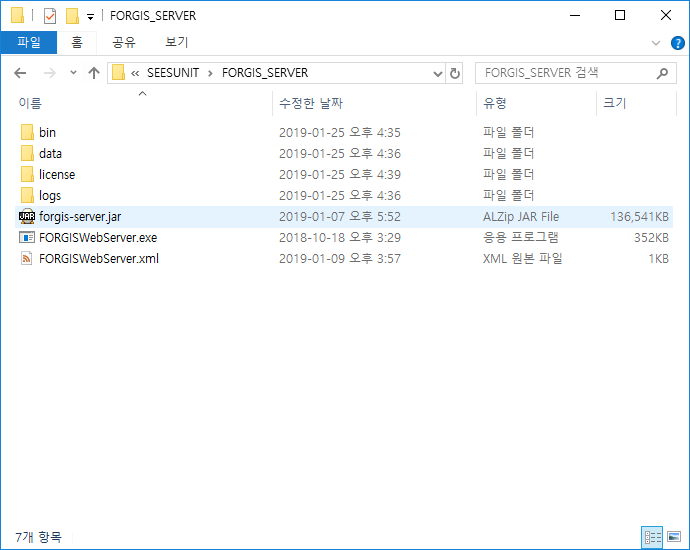 FORGIS_SERVER
파일 홈 공유 보기
« SEESUNIT > FORGIS_SERVER FORGIS_SERVER 검색
이름 수정한 날짜 유형 크기
bin 2019-01-25 오후 4:35 파일 폴더
data 2019-01-25 오후 4:36 파일 폴더
license 2019-01-25 오후 4:39 파일 폴더
logs 2019-01-25 오후 4:36 파일 폴더
JAR forgis-server.jar 2019-01-07 오후 5:52 ALZip JAR File 136,541KB
FORGISWebServer.exe 2018-10-18 오후 3:29 응용 프로그램 352KB
FORGISWebServer.xml 2019-01-09 오후 3:57 XML 원본 파일 1KB
7개 항목